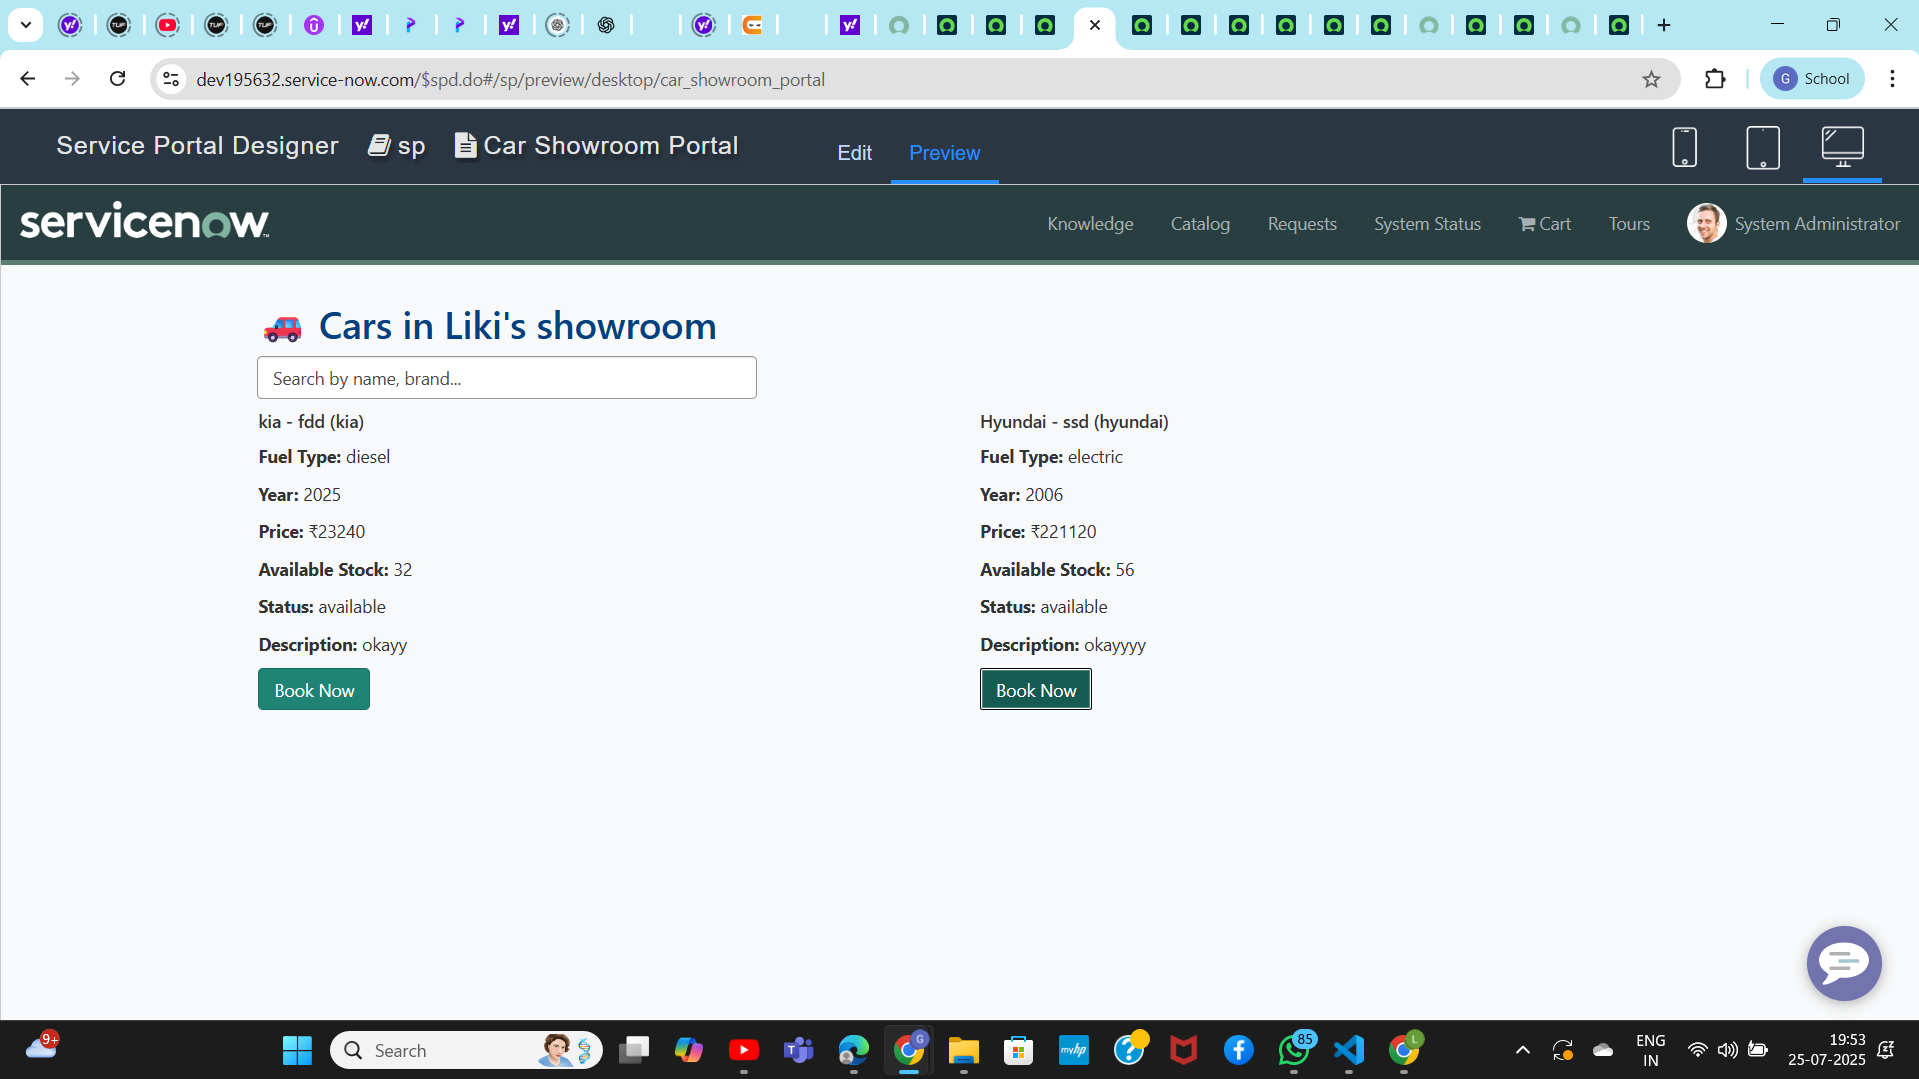 dev195632.service-now.com/$spd.do#/sp/preview/desktop/car_showroom_portal
G School
Service Portal Designer sp Car Showroom Portal Edit Preview
servicenow™ Knowledge Catalog Requests System Status Cart Tours System Administrator
Cars in Liki's showroom
Search by name, brand...
kia - fdd (kia)
Fuel Type: diesel
Year: 2025
Price: ₹23240
Available Stock: 32
Status: available
Description: okayy
Book Now
Hyundai - ssd (hyundai)
Fuel Type: electric
Year: 2006
Price: ₹221120
Available Stock: 56
Status: available
Description: okayyyy
Book Now
9+
Search
myhp
G
85
L
ENG
IN
19:53
25-07-2025